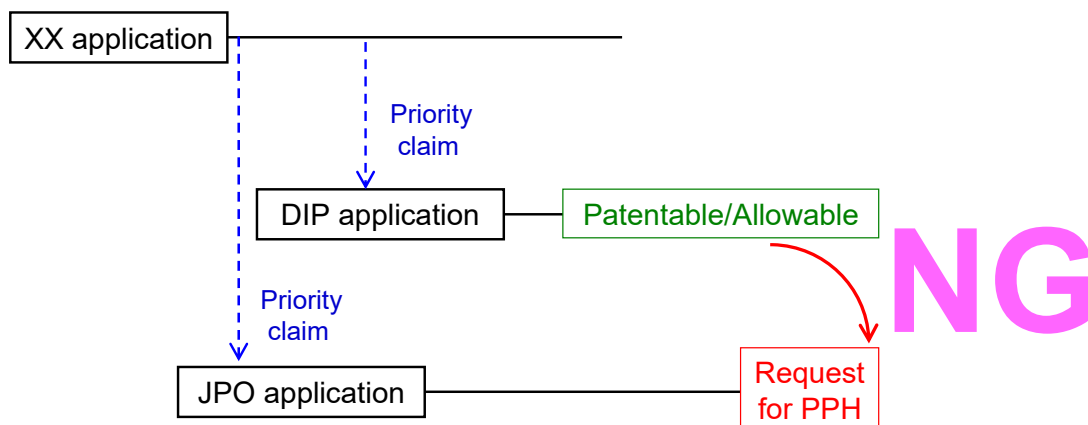 XX application
Priority
claim
DIP application
Patentable/Allowable
NG
Priority
claim
JPO application
Request
for PPH